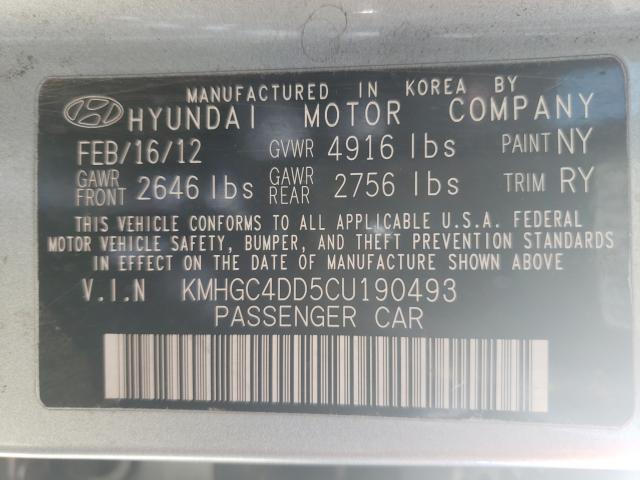 MANUFACTURED IN KOREA BY
HYUNDAI MOTOR COMPANY
FEB/16/12 GVWR 4916 lbs PAINT NY
GAWR FRONT 2646 lbs GAWR REAR 2756 lbs TRIM RY
THIS VEHICLE CONFORMS TO ALL APPLICABLE U.S.A. FEDERAL
MOTOR VEHICLE SAFETY, BUMPER, AND THEFT PREVENTION STANDARDS
IN EFFECT ON THE DATE OF MANUFACTURE SHOWN ABOVE
V.I.N KMHGC4DD5CU190493
PASSENGER CAR